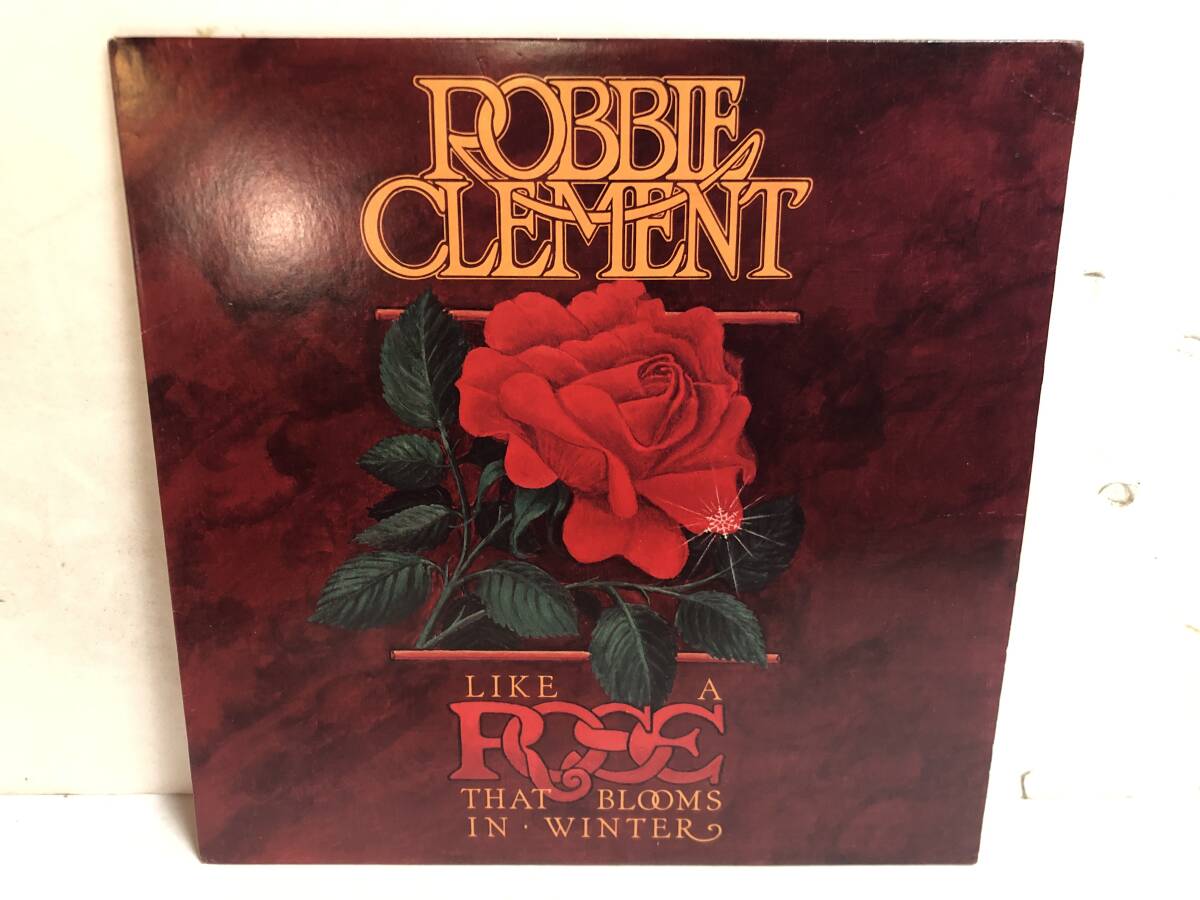 ROBBIE
CLEMENT
LIKE A
ROSE
THAT BLOOMS
IN · WINTER